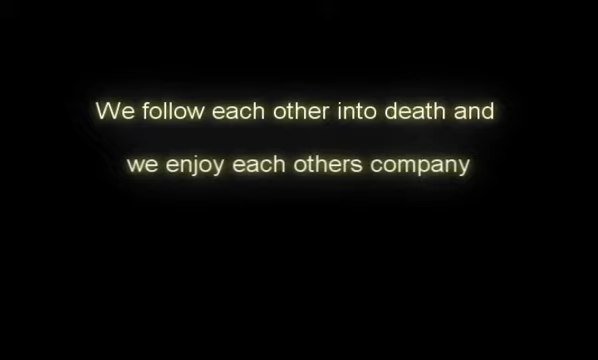 We follow each other into death and
we enjoy each others company